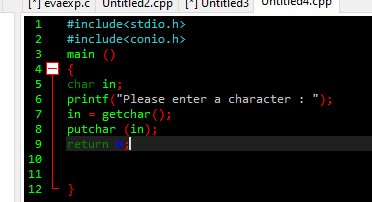 [*] evaexp.c Untitled2.cpp [*] Untitled3 Untitled4.cpp
1 #include<stdio.h>
2 #include<conio.h>
3 main ()
4 {
5 char in;
6 printf("Please enter a character : ");
7 in = getchar();
8 putchar (in);
9 return 0;
10
11
12 }